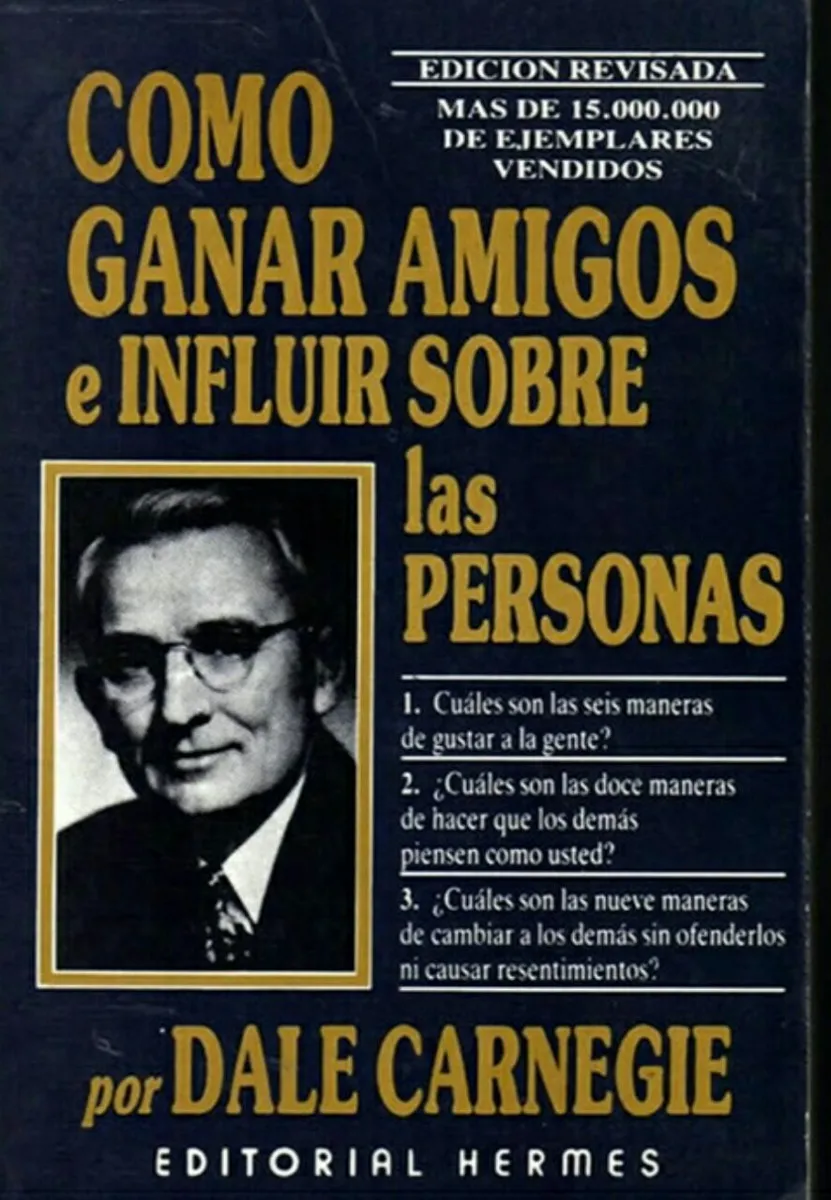 EDICION REVISADA
MAS DE 15.000.000
DE EJEMPLARES
VENDIDOS
COMO
GANAR AMIGOS
e INFLUIR SOBRE
las
PERSONAS
1. Cuáles son las seis maneras
de gustar a la gente?
2. ¿Cuáles son las doce maneras
de hacer que los demás
piensen como usted?
3. ¿Cuáles son las nueve maneras
de cambiar a los demás sin ofenderlos
ni causar resentimientos?
por DALE CARNEGIE
EDITORIAL HERMES